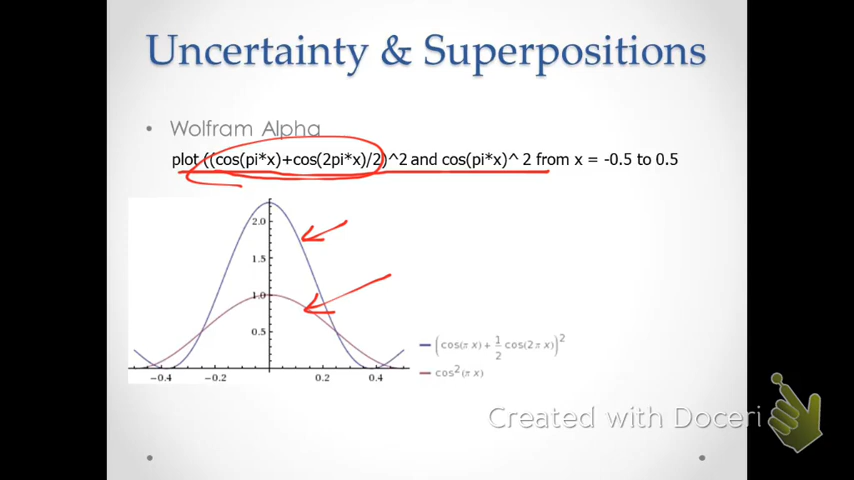 Uncertainty & Superpositions
• Wolfram Alpha
plot ((cos(pi*x)+cos(2pi*x)/2)^2 and cos(pi*x)^ 2 from x = -0.5 to 0.5
2.0
1.5
1.0
0.5
−0.4 −0.2 0.2 0.4
(cos(π x) + 1/2 cos(2 π x))^2
cos²(π x)
Created with Doceri